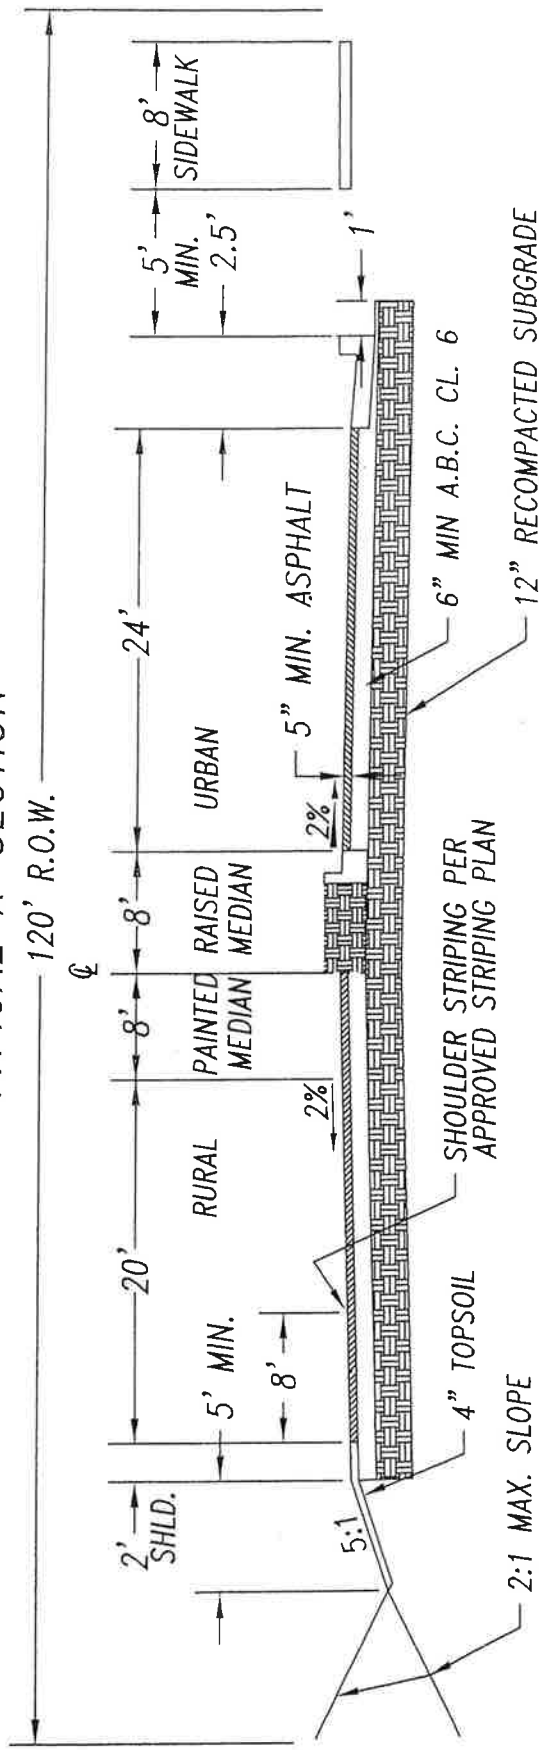 120' R.O.W.
℄
20'
8'
8'
24'
5'
MIN.
8'
SIDEWALK
2.5'
2'
SHLD.
5' MIN.
8'
RURAL
PAINTED
MEDIAN
RAISED
MEDIAN
URBAN
2%
2%
5" MIN. ASPHALT
1'
5:1
4" TOPSOIL
2:1 MAX. SLOPE
SHOULDER STRIPING PER
APPROVED STRIPING PLAN
6" MIN A.B.C. CL. 6
12" RECOMPACTED SUBGRADE